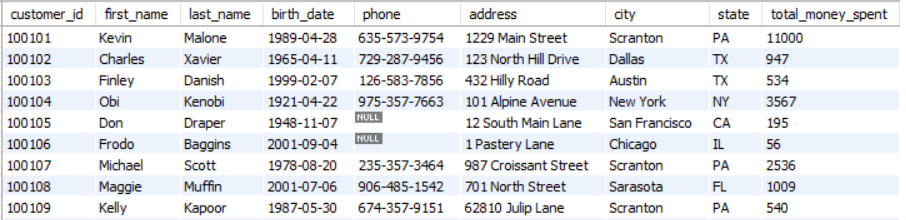 customer_id first_name last_name birth_date phone address city state total_money_spent
100101 Kevin Malone 1989-04-28 635-573-9754 1229 Main Street Scranton PA 11000
100102 Charles Xavier 1965-04-11 729-287-9456 123 North Hill Drive Dallas TX 947
100103 Finley Danish 1999-02-07 126-583-7856 432 Hilly Road Austin TX 534
100104 Obi Kenobi 1921-04-22 975-357-7663 101 Alpine Avenue New York NY 3567
100105 Don Draper 1948-11-07 NULL 12 South Main Lane San Francisco CA 195
100106 Frodo Baggins 2001-09-04 NULL 1 Pastery Lane Chicago IL 56
100107 Michael Scott 1978-08-20 235-357-3464 987 Croissant Street Scranton PA 2536
100108 Maggie Muffin 2001-07-06 906-485-1542 701 North Street Sarasota FL 1009
100109 Kelly Kapoor 1987-05-30 674-357-9151 62810 Julip Lane Scranton PA 540